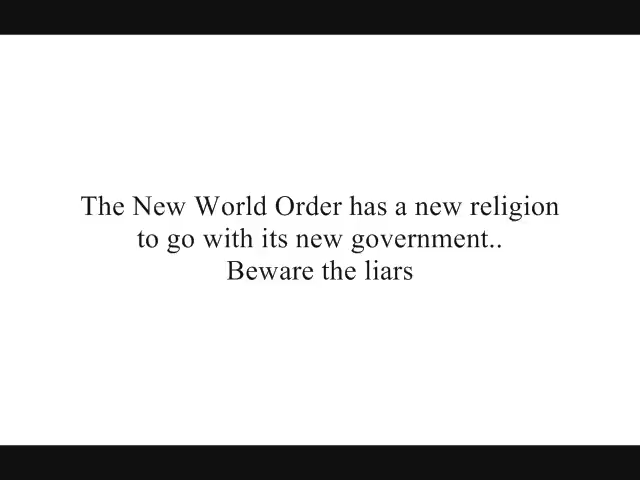 The New World Order has a new religion
to go with its new government..
Beware the liars